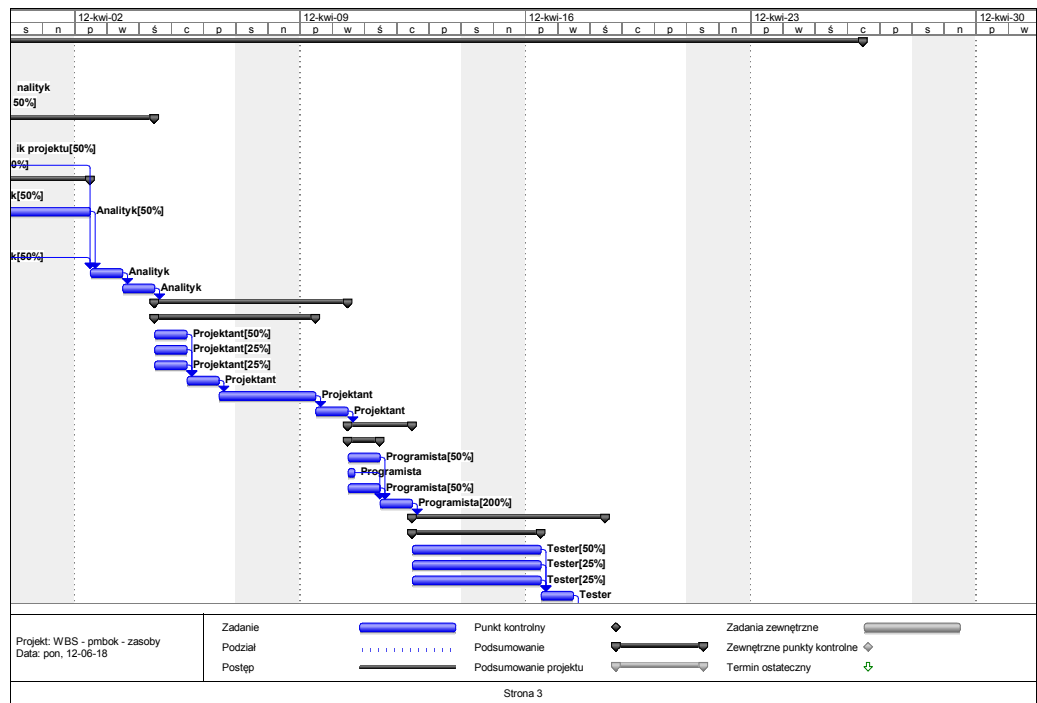 12-kwi-02 12-kwi-09 12-kwi-16 12-kwi-23 12-kwi-30
s n p w ś c p s n p w ś c p s n p w ś c p s n p w ś c p s n p w
nalityk
50%]
ik projektu[50%]
0%]
k[50%]
Analityk[50%]
k[50%]
Analityk
Analityk
Projektant[50%]
Projektant[25%]
Projektant[25%]
Projektant
Projektant
Projektant
Programista[50%]
Programista
Programista[50%]
Programista[200%]
Tester[50%]
Tester[25%]
Tester[25%]
Tester
Projekt: WBS - pmbok - zasoby
Data: pon, 12-06-18
Zadanie
Podział
Postęp
Punkt kontrolny
Podsumowanie
Podsumowanie projektu
Zadania zewnętrzne
Zewnętrzne punkty kontrolne
Termin ostateczny
Strona 3